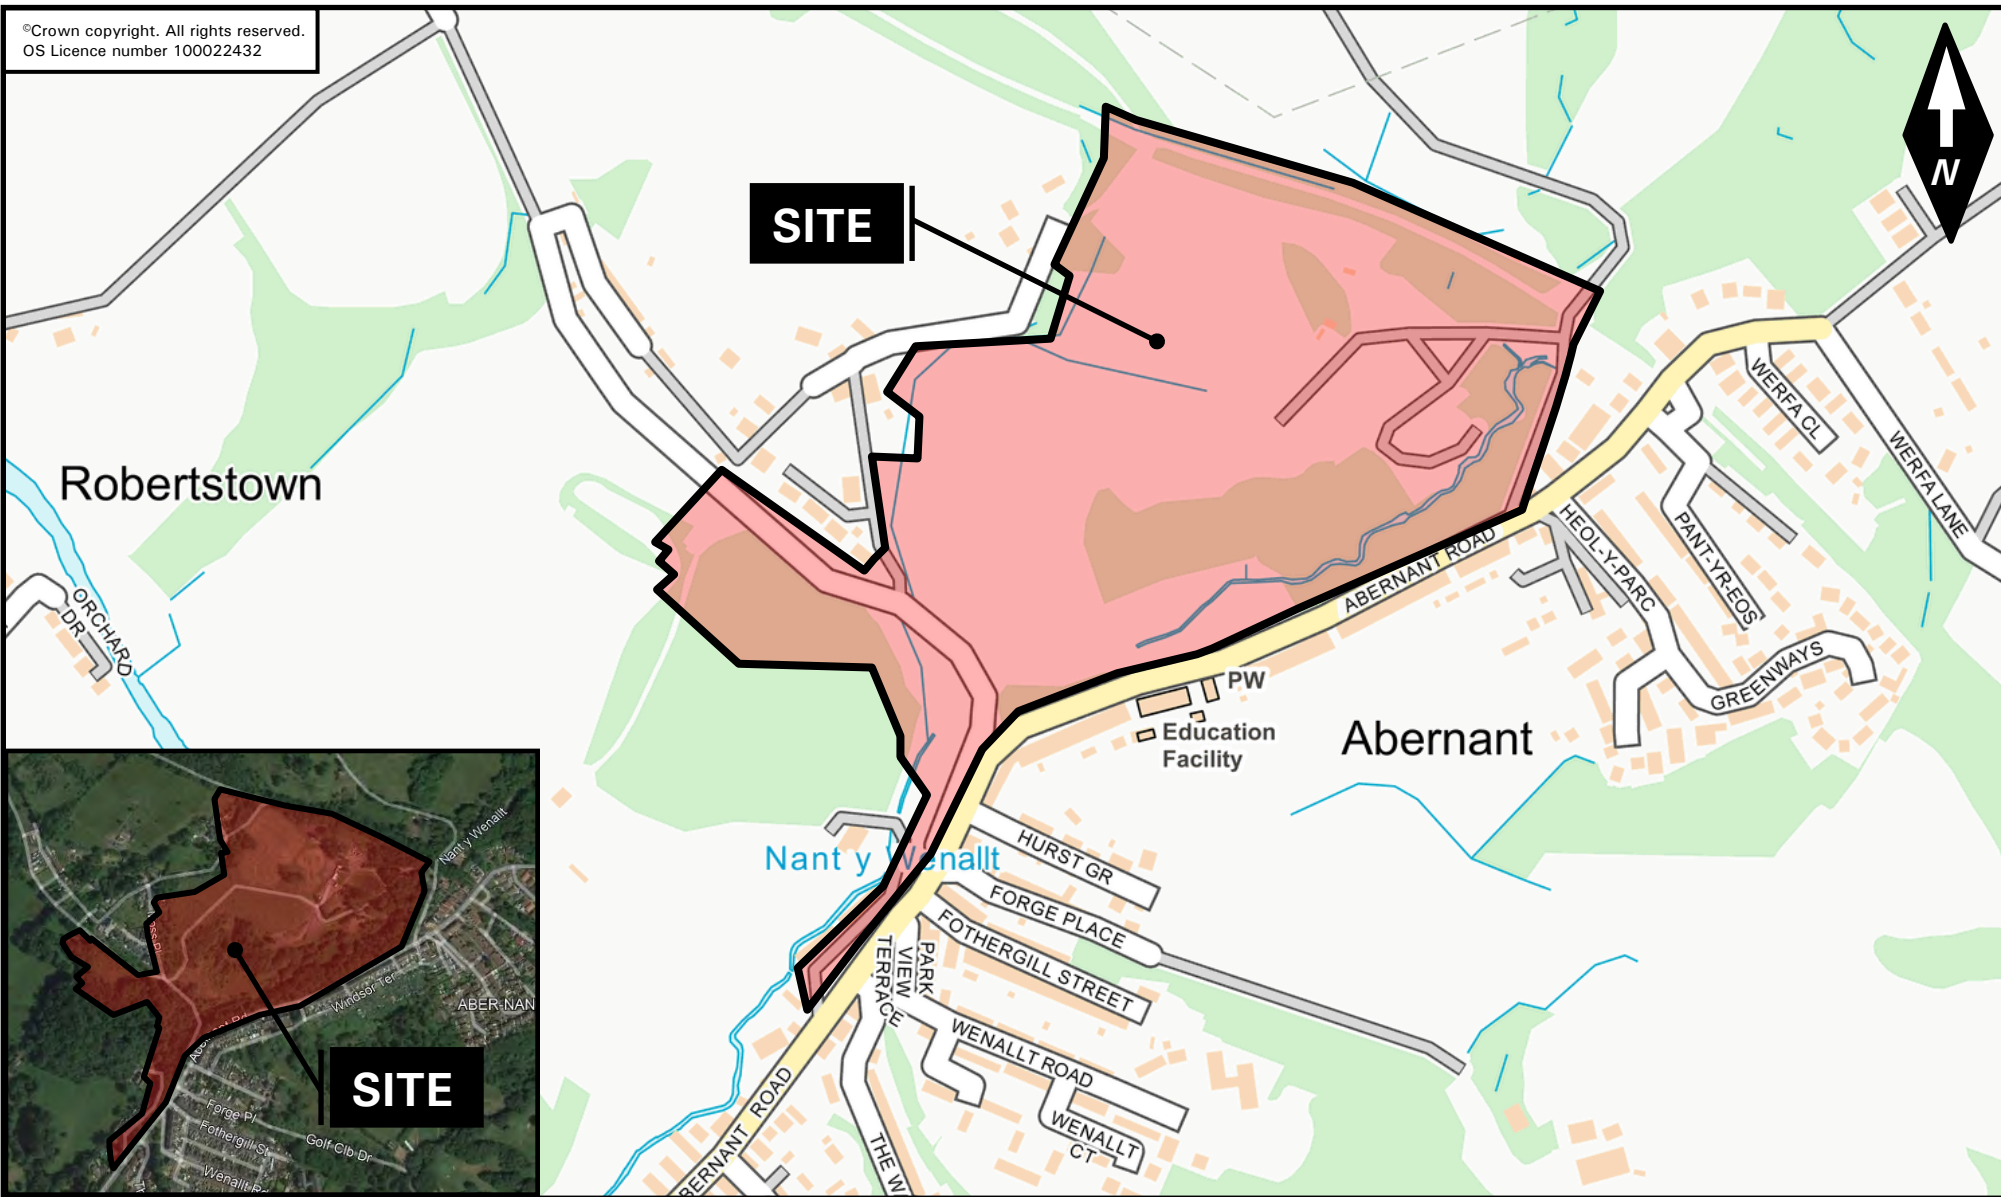 ©Crown copyright. All rights reserved.
OS Licence number 100022432
N
SITE
Robertstown
ORCHARD
DR
WERFA CL
WERFA LANE
PANT-YR-EOS
HEOL-Y-PARC
GREENWAYS
ABERNANT ROAD
PW
Education
Facility
Abernant
Nant y Wenallt
HURST GR
FORGE PLACE
FOTHERGILL STREET
PARK
VIEW
TERRACE
WENALLT ROAD
WENALLT
CT
THE W
BERNANT ROAD
Nant y Wenallt
Windsor Ter
ABER-NAN
SITE
Forge Pl
Fothergill St
Golf Clb Dr
Wenallt R